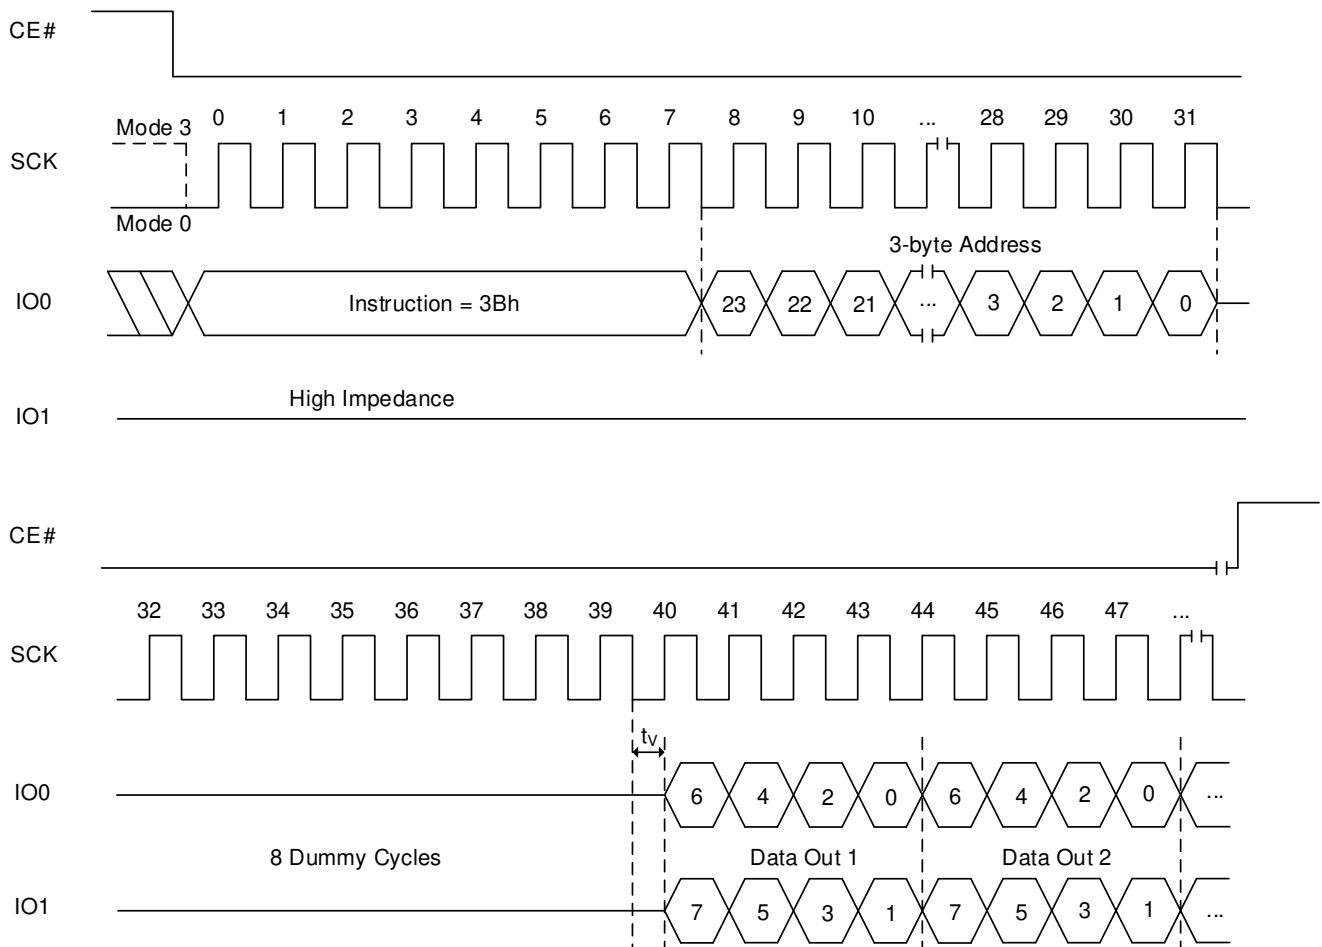 CE#
Mode 3 0 1 2 3 4 5 6 7 8 9 10 ... 28 29 30 31
SCK
Mode 0
3-byte Address
IO0 Instruction = 3Bh 23 22 21 ... 3 2 1 0
High Impedance
IO1
CE#
32 33 34 35 36 37 38 39 40 41 42 43 44 45 46 47 ...
SCK
tV
IO0 6 4 2 0 6 4 2 0 ...
8 Dummy Cycles Data Out 1 Data Out 2
IO1 7 5 3 1 7 5 3 1 ...